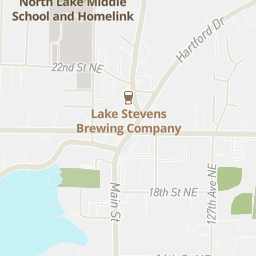 North Lake Middle
School and Homelink
Hartford Dr
22nd St NE
Lake Stevens
Brewing Company
Main St
18th St NE
127th Ave NE